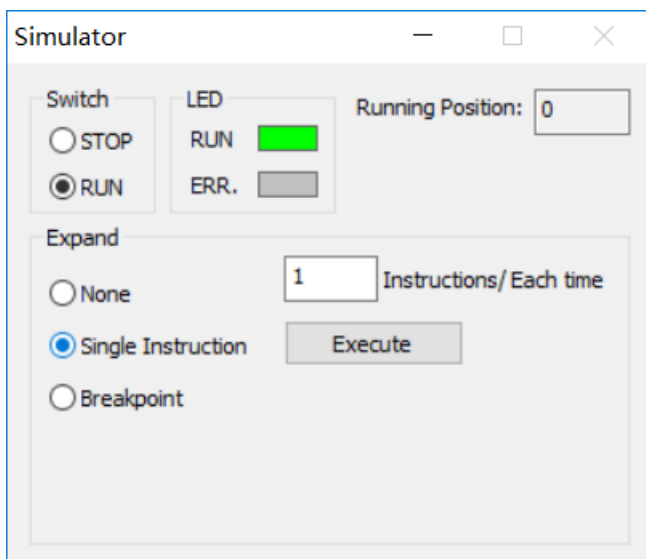 Simulator
Switch
STOP
RUN
LED
RUN
ERR.
Running Position: 0
Expand
None
1 Instructions/ Each time
Single Instruction
Execute
Breakpoint